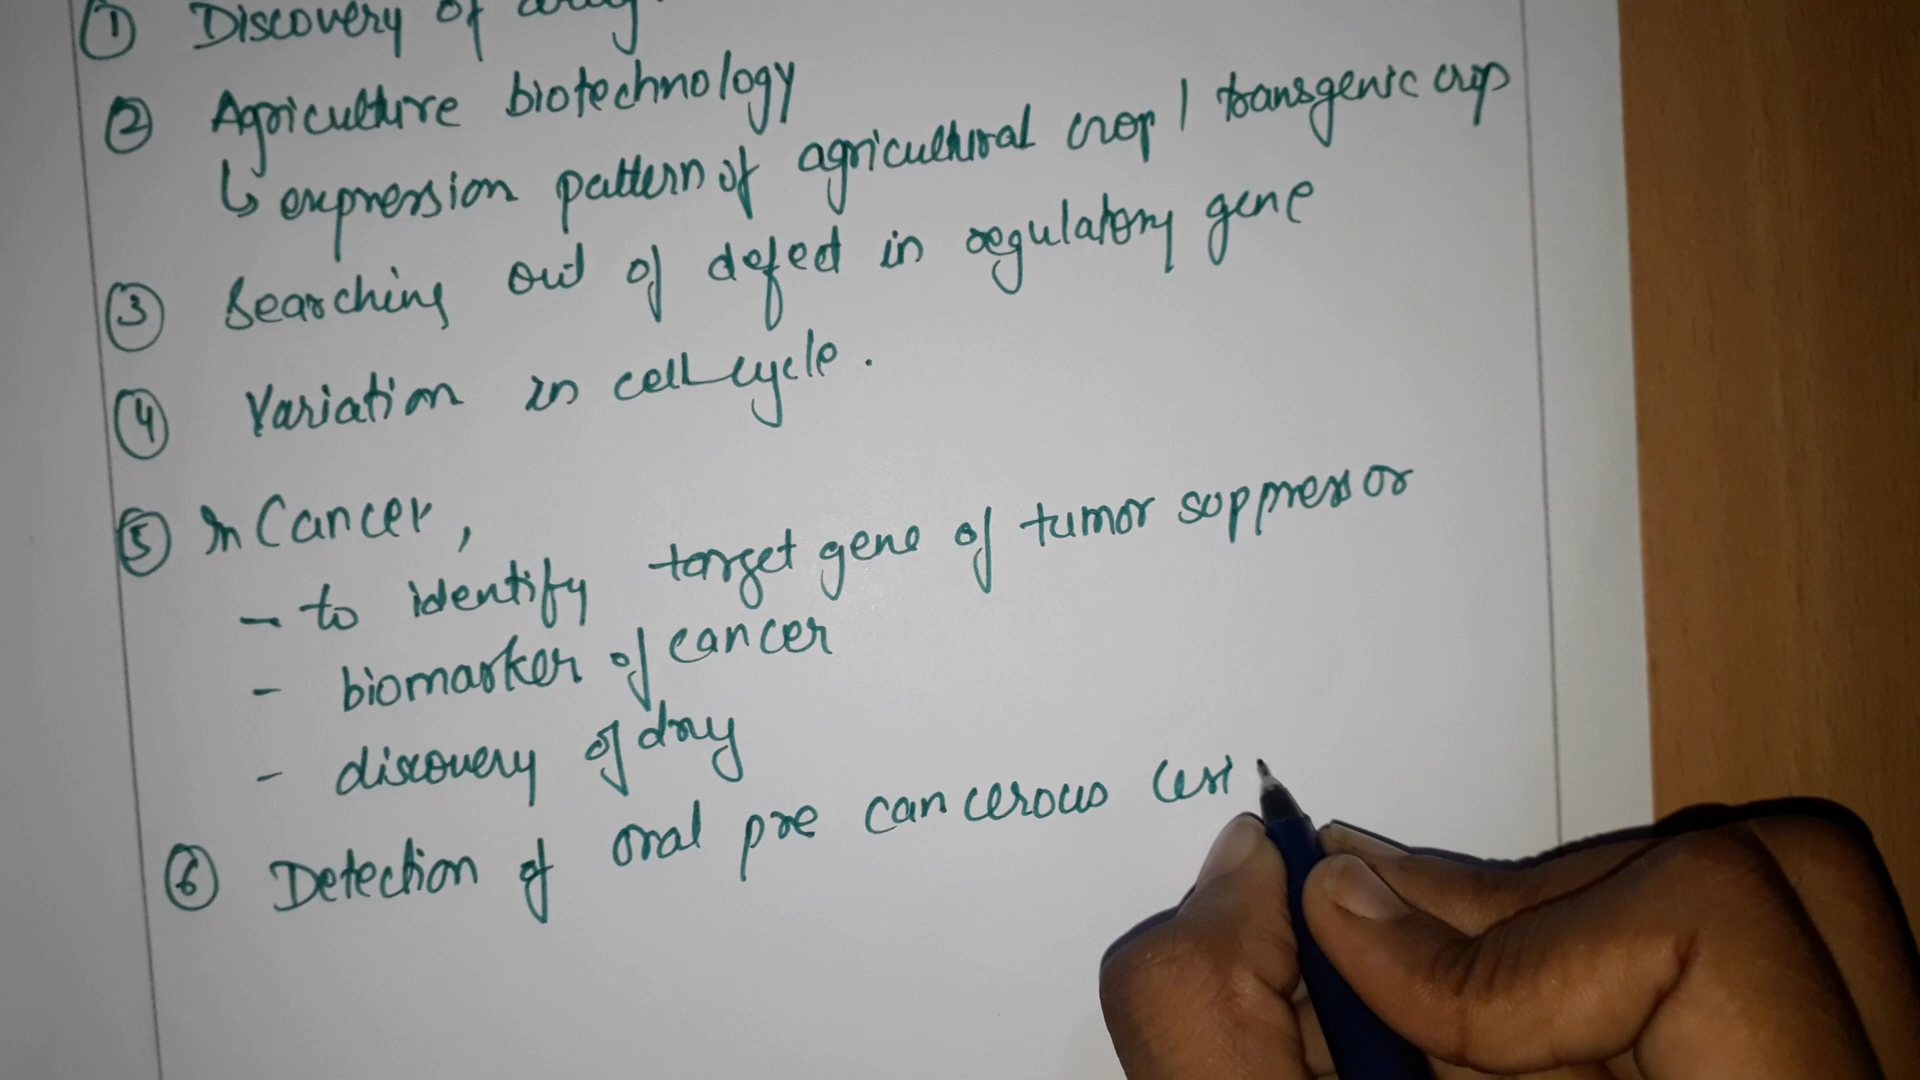 ① Discovery of
② Agriculture biotechnology
↳ expression pattern of agricultural crop / transgenic crop
③ Searching out of defect in regulatory gene
④ Variation in cell cycle.
⑤ In Cancer,
- to identify target gene of tumor suppressor
- biomarker of cancer
- discovery of drug
⑥ Detection of oral pre cancerous lesi